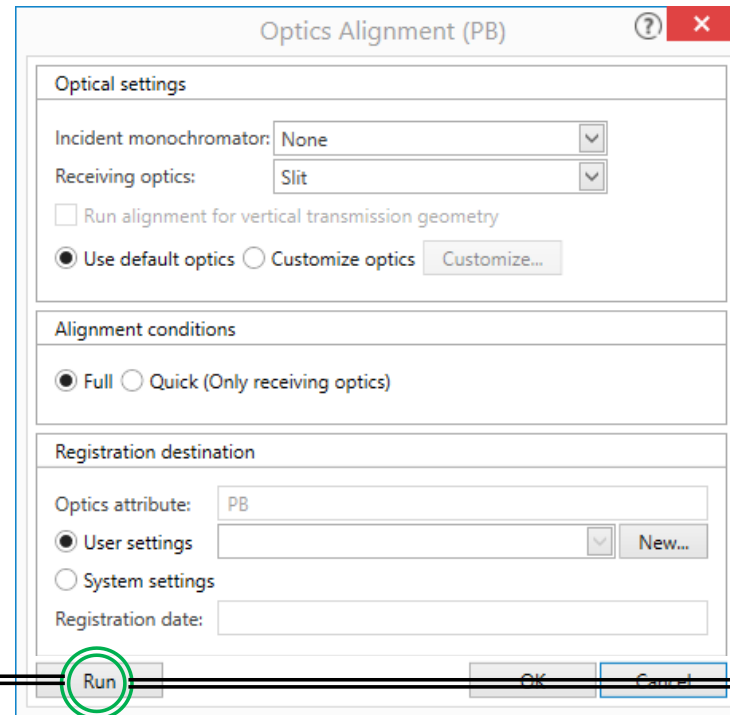 Optics Alignment (PB) ?
Optical settings
Incident monochromator: None
Receiving optics: Slit
Run alignment for vertical transmission geometry
Use default optics Customize optics Customize...
Alignment conditions
Full Quick (Only receiving optics)
Registration destination
Optics attribute: PB
User settings New...
System settings
Registration date:
Run OK Cancel